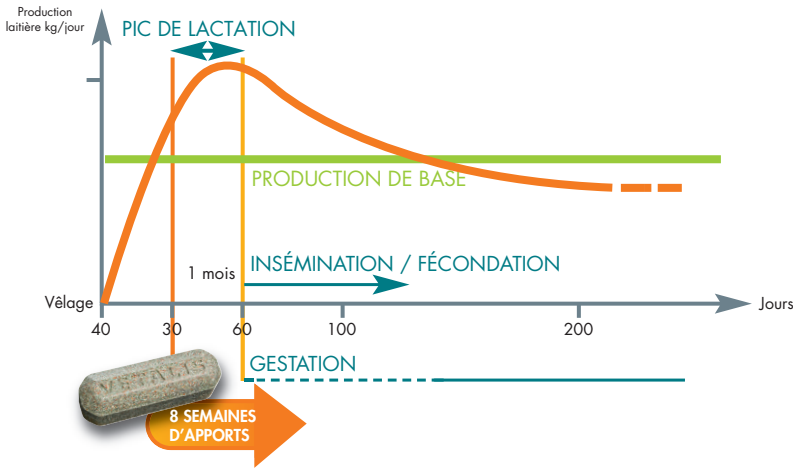 Production
laitière kg/jour
PIC DE LACTATION
PRODUCTION DE BASE
1 mois
INSÉMINATION / FÉCONDATION
Vêlage
Jours
40
30
60
100
200
GESTATION
VETALIS
8 SEMAINES
D’APPORTS